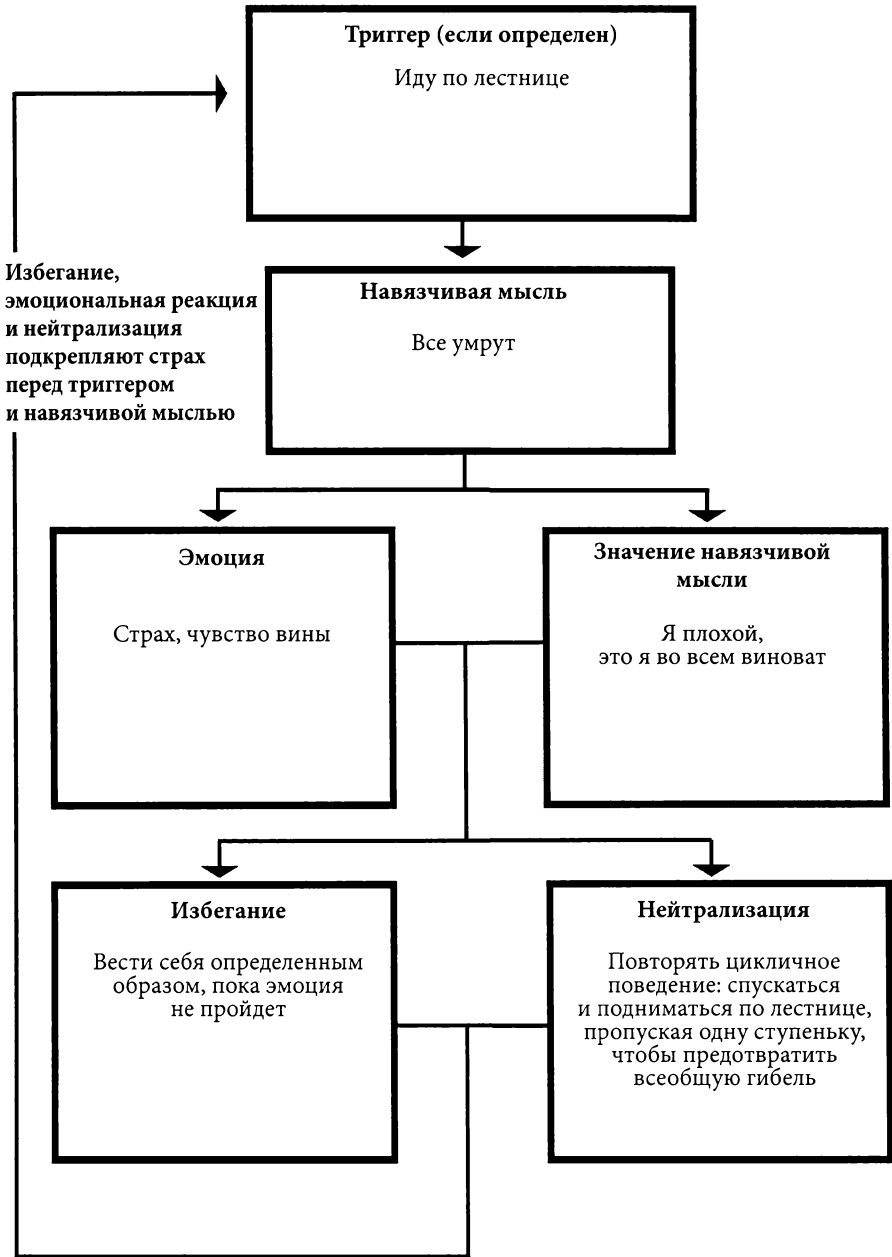 Триггер (если определен)
Иду по лестнице
Избегание,
эмоциональная реакция
и нейтрализация
подкрепляют страх
перед триггером
и навязчивой мыслью
Навязчивая мысль
Все умрут
Эмоция
Страх, чувство вины
Значение навязчивой
мысли
Я плохой,
это я во всем виноват
Избегание
Вести себя определенным
образом, пока эмоция
не пройдет
Нейтрализация
Повторять цикличное
поведение: спускаться
и подниматься по лестнице,
пропуская одну ступеньку,
чтобы предотвратить
всеобщую гибель